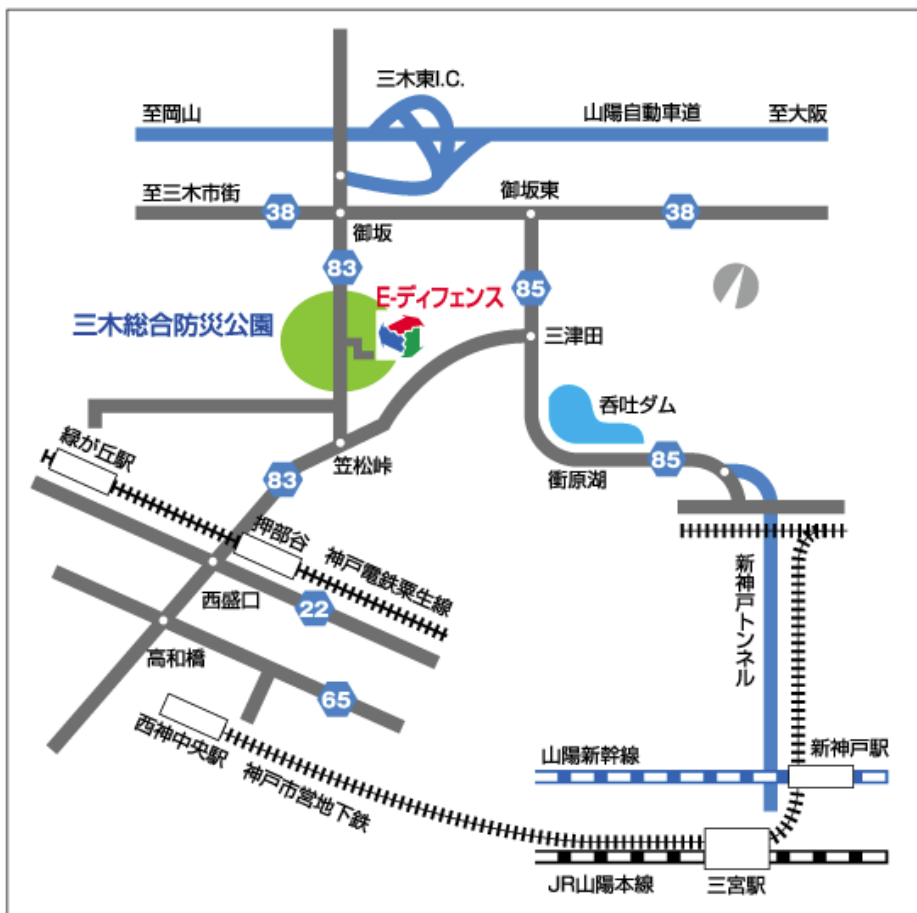 三木東I.C.
至岡山
山陽自動車道
至大阪
至三木市街
38
御坂
御坂東
38
83
85
E-ディフェンス
三木総合防災公園
三津田
呑吐ダム
緑が丘駅
笠松峠
83
衝原湖
85
押部谷
神戸電鉄粟生線
西盛口
22
新神戸トンネル
高和橋
65
西神中央駅
神戸市営地下鉄
山陽新幹線
新神戸駅
JR山陽本線
三宮駅